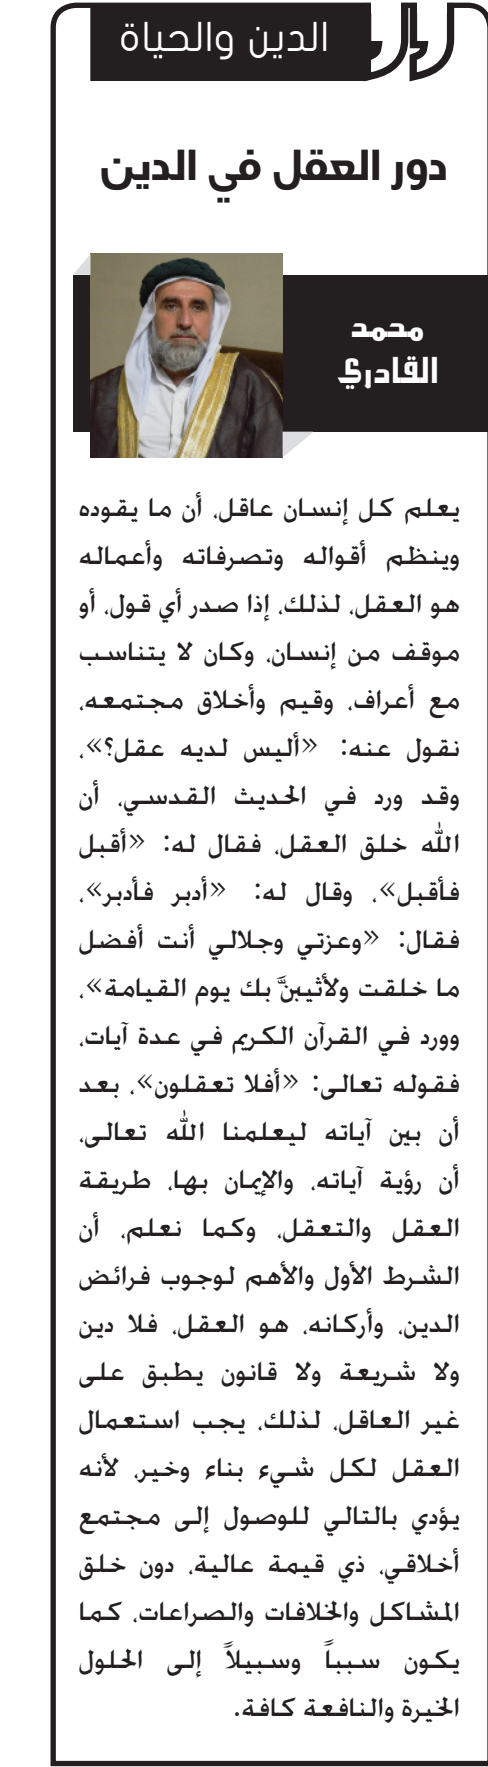 الدين والحياة
دور العقل في الدين
محمد
القادري
يعلم كل إنسان عاقل، أن ما يقوده
وينظم أقواله وتصرفاته وأعماله
هو العقل، لذلك، إذا صدر أي قول، أو
موقف من إنسان، وكان لا يتناسب
مع أعراف، وقيم وأخلاق مجتمعه،
نقول عنه: «أليس لديه عقل؟»،
وقد ورد في الحديث القدسي، أن
الله خلق العقل، فقال له: «أقبل
فأقبل»، وقال له: «أدبر فأدبر»،
فقال: «وعزتي وجلالي أنت أفضل
ما خلقت ولأثيبنَّ بك يوم القيامة»،
وورد في القرآن الكريم في عدة آيات،
فقوله تعالى: «أفلا تعقلون»، بعد
أن بين آياته ليعلمنا الله تعالى،
أن رؤية آياته، والإيمان بها، طريقة
العقل والتعقل، وكما نعلم، أن
الشرط الأول والأهم لوجوب فرائض
الدين، وأركانه، هو العقل، فلا دين
ولا شريعة ولا قانون يطبق على
غير العاقل، لذلك، يجب استعمال
العقل لكل شيء بناء وخير، لأنه
يؤدي بالتالي للوصول إلى مجتمع
أخلاقي، ذي قيمة عالية، دون خلق
المشاكل والخلافات والصراعات، كما
يكون سبباً وسبيلاً إلى الحلول
الخيرة والنافعة كافة.